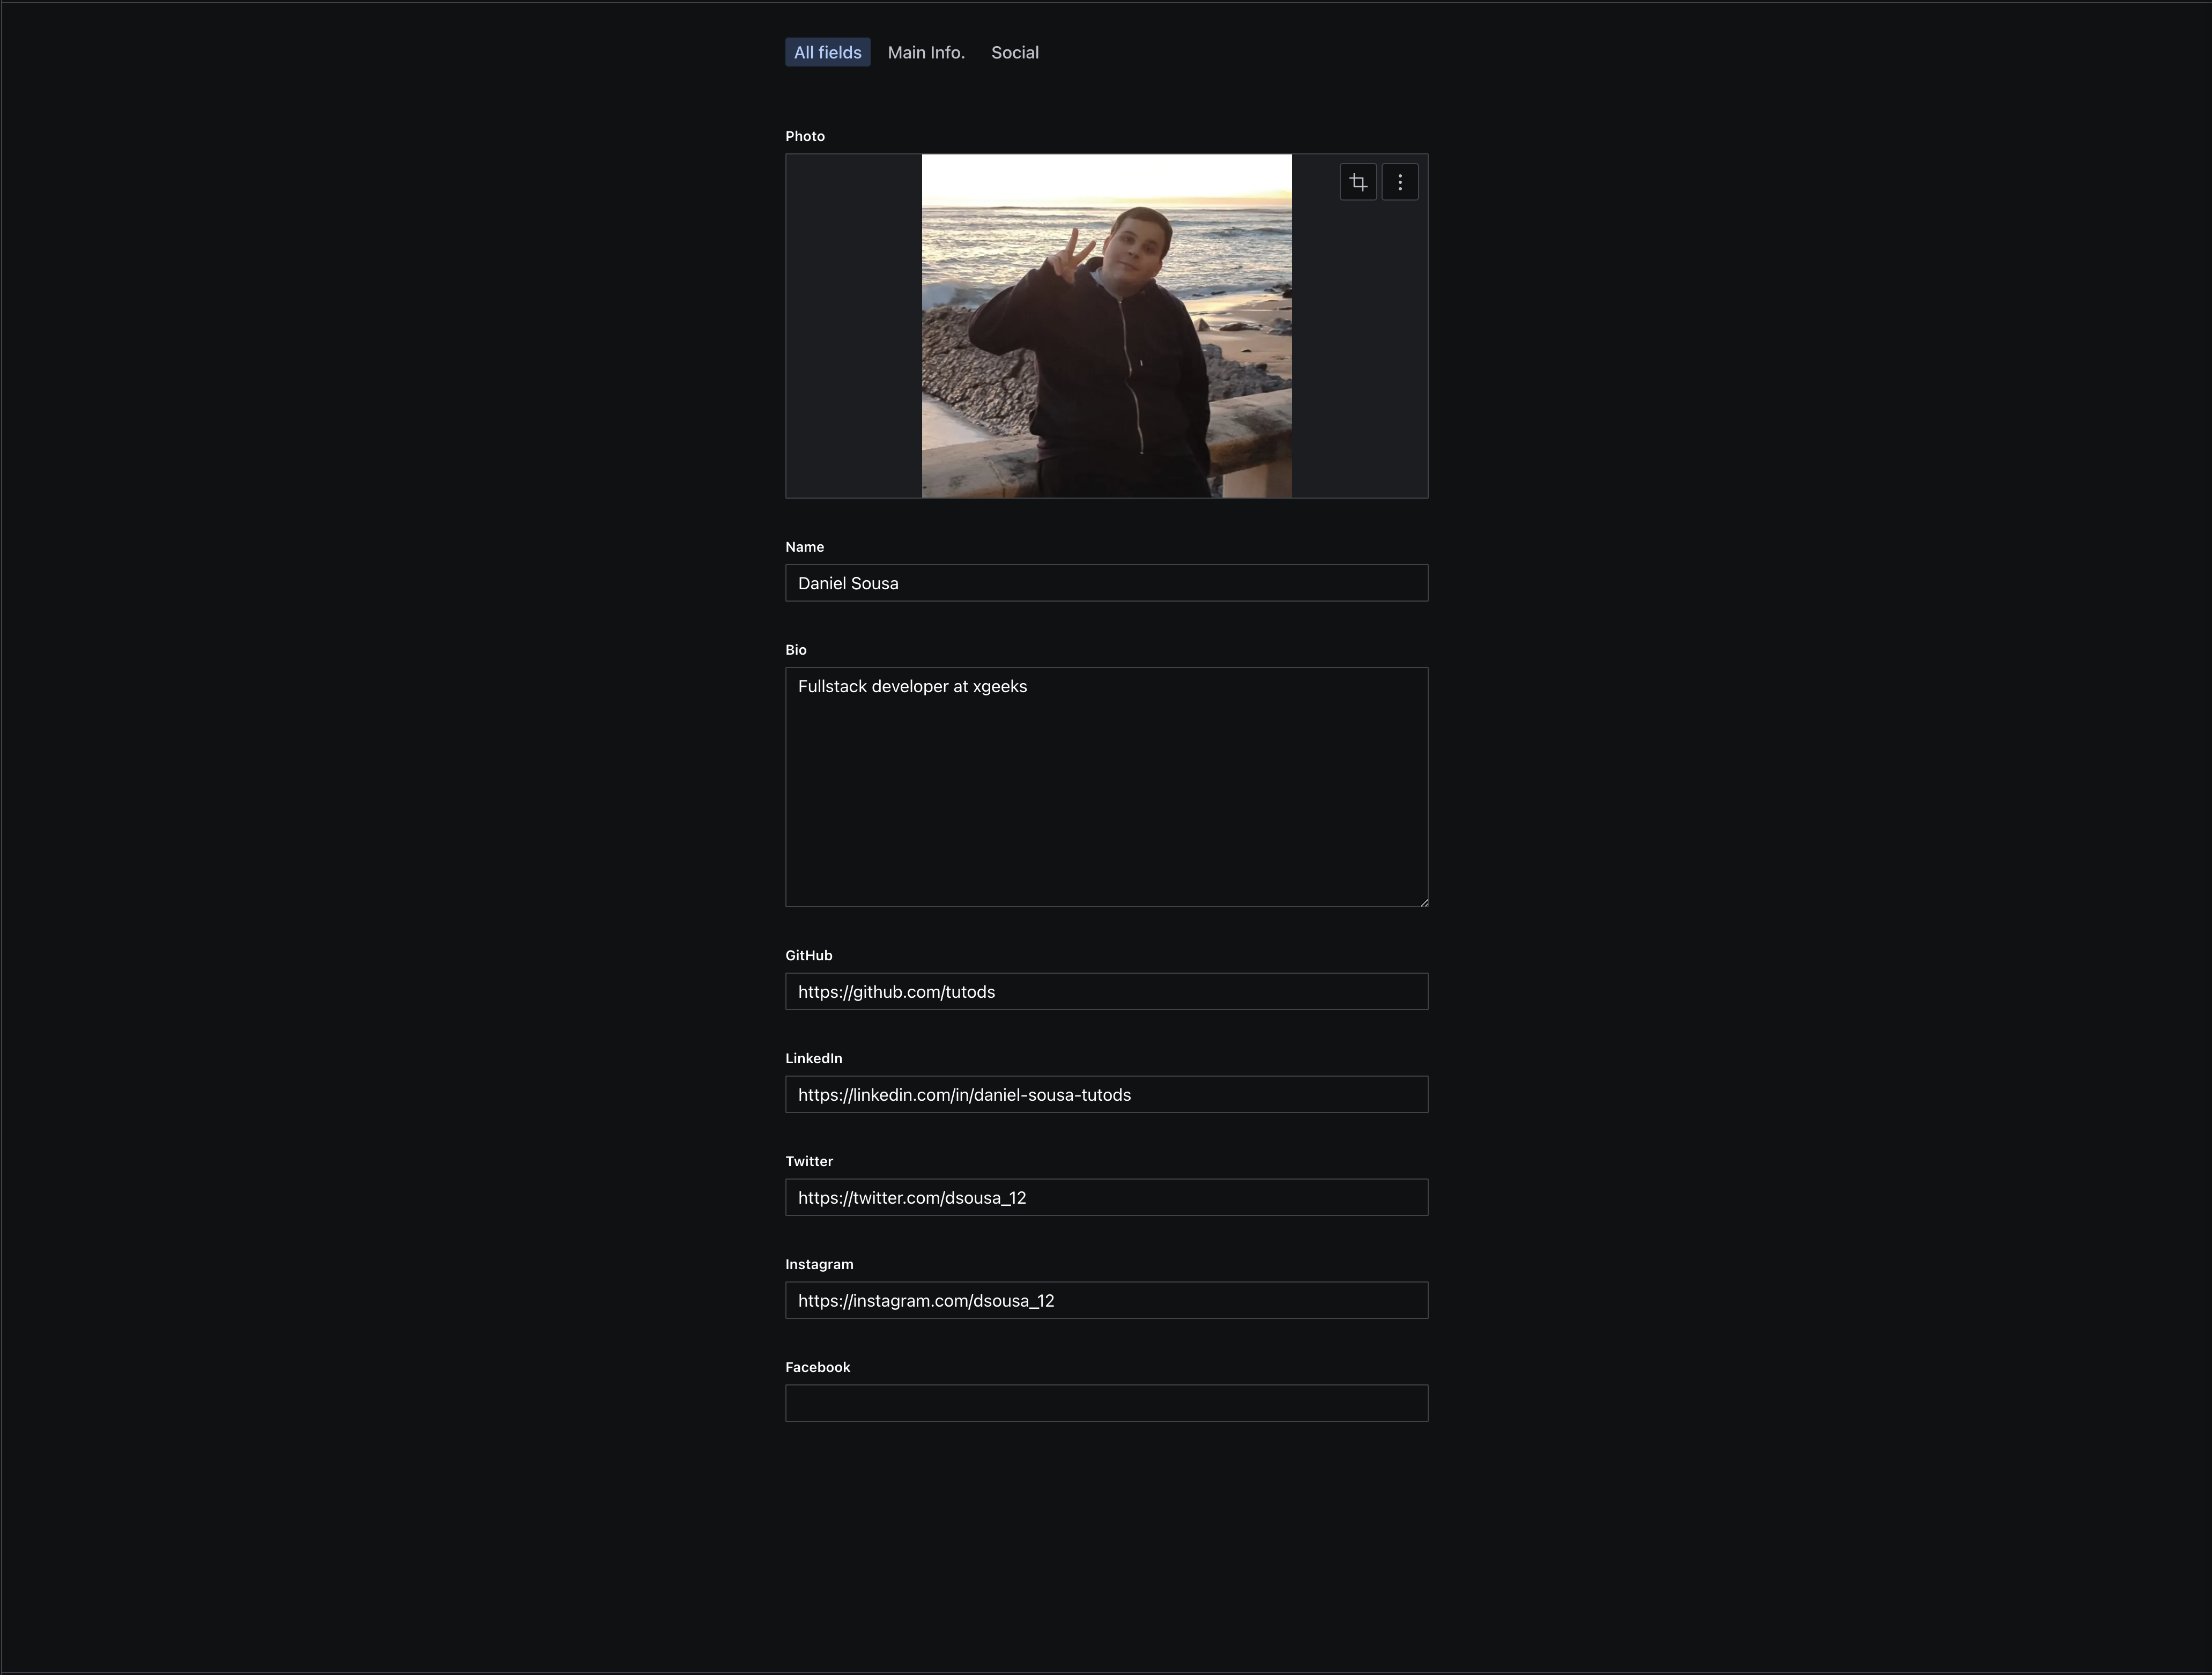 All fields Main Info. Social
Photo
Name
Daniel Sousa
Bio
Fullstack developer at xgeeks
GitHub
https://github.com/tutods
LinkedIn
https://linkedin.com/in/daniel-sousa-tutods
Twitter
https://twitter.com/dsousa_12
Instagram
https://instagram.com/dsousa_12
Facebook